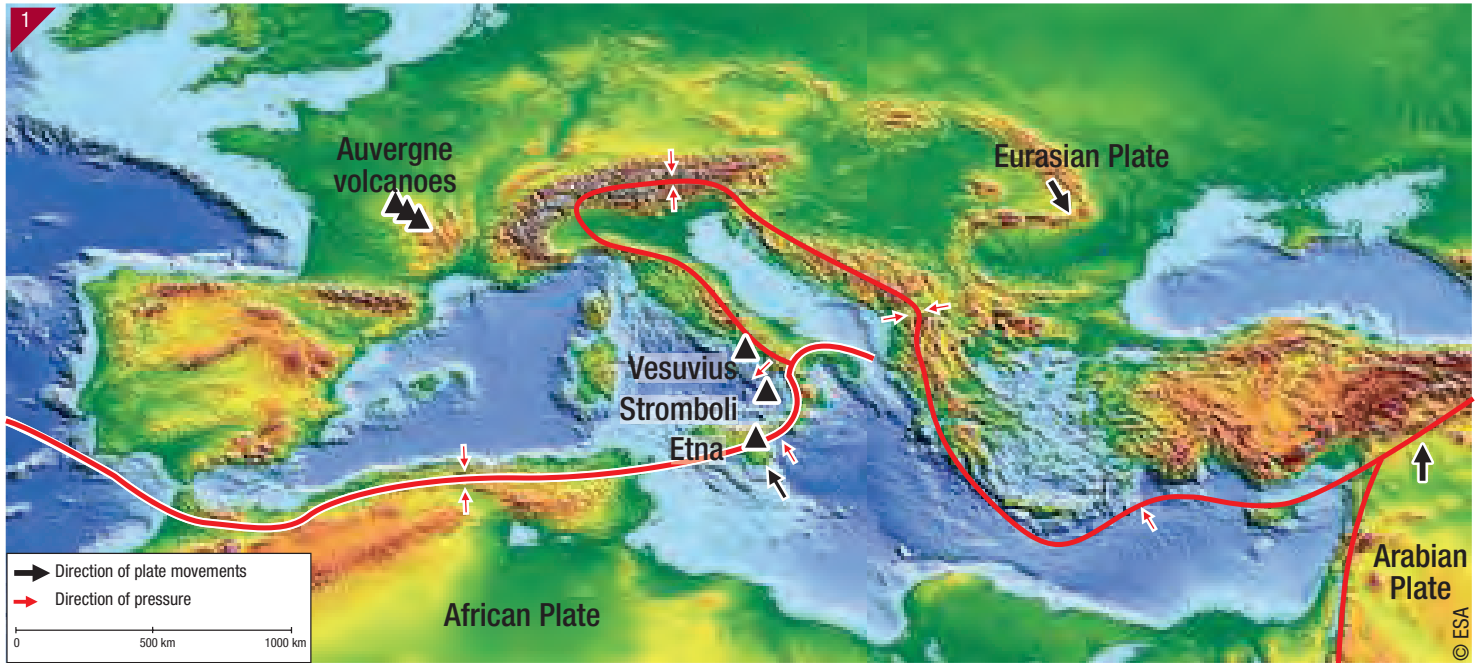 1
Auvergne
volcanoes
Eurasian Plate
Vesuvius
Stromboli
Etna
Direction of plate movements
Direction of pressure
0 500 km 1000 km
African Plate
Arabian
Plate
© ESA